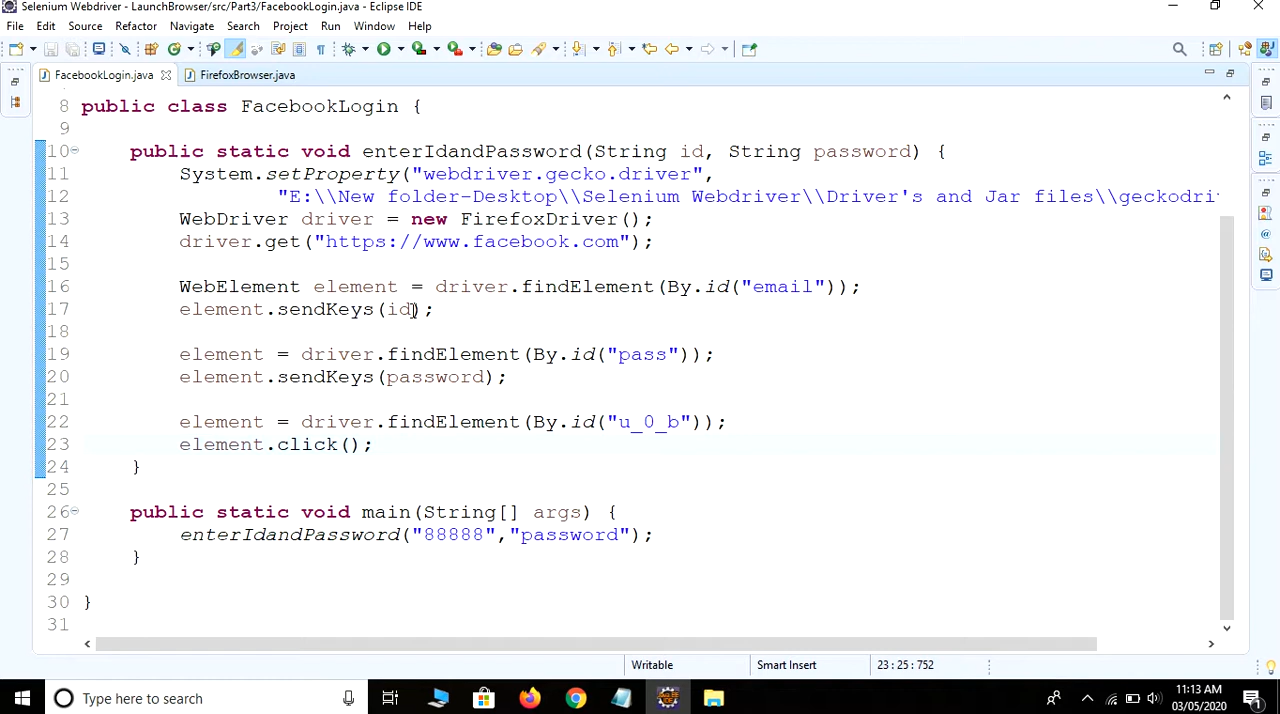 Selenium Webdriver - LaunchBrowser/src/Part3/FacebookLogin.java - Eclipse IDE
File Edit Source Refactor Navigate Search Project Run Window Help
FacebookLogin.java FirefoxBrowser.java
8 public class FacebookLogin {
9
10 public static void enterIdandPassword(String id, String password) {
11 System.setProperty("webdriver.gecko.driver",
12 "E:\\New folder-Desktop\\Selenium Webdriver\\Driver's and Jar files\\geckodri
13 WebDriver driver = new FirefoxDriver();
14 driver.get("https://www.facebook.com");
15
16 WebElement element = driver.findElement(By.id("email"));
17 element.sendKeys(id);
18
19 element = driver.findElement(By.id("pass"));
20 element.sendKeys(password);
21
22 element = driver.findElement(By.id("u_0_b"));
23 element.click();
24 }
25
26 public static void main(String[] args) {
27 enterIdandPassword("88888","password");
28 }
29
30 }
31
Writable Smart Insert 23 : 25 : 752
Type here to search
11:13 AM
03/05/2020
1